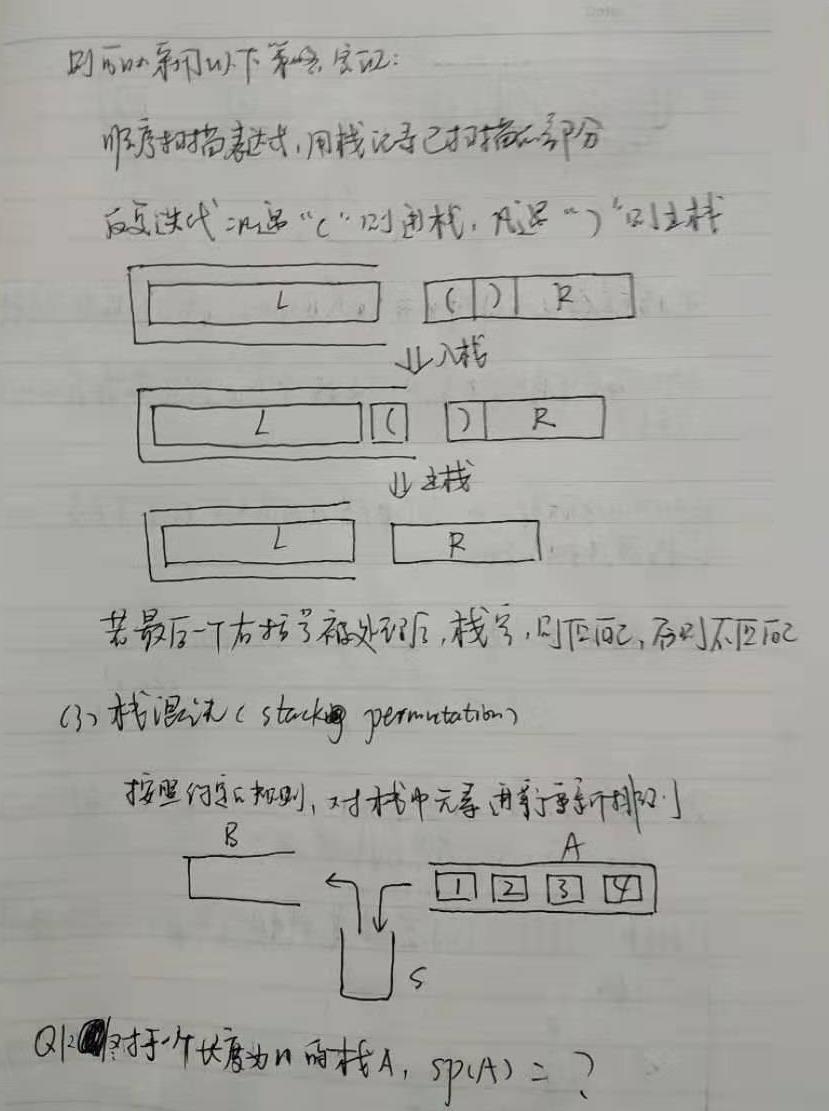 则可以采用以下策略实现:
顺序扫描表达式,用栈记录已扫描的部分
反复迭代:凡遇"("则进栈,凡遇")"则出栈
L ( ) R
⇓入栈
L ( ) R
⇓出栈
L R
若最后一个右括号被处理后,栈空,则匹配,否则不匹配
(3)栈混洗(stack permutation)
按照约定的规则,对栈中元素进行重新排列
B A
1 2 3 4
S
Q12 对于一个长度为n的栈A, SP(A) = ?